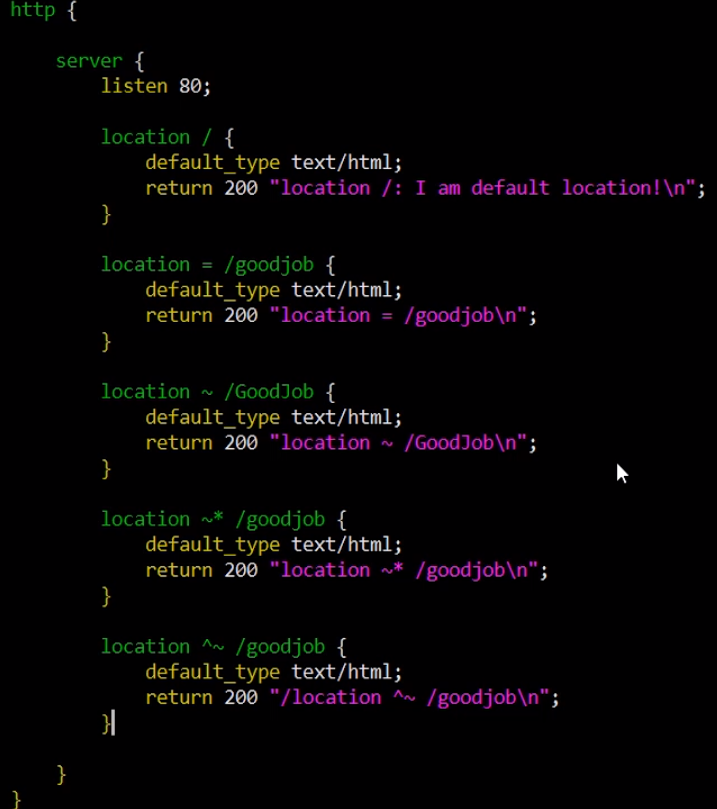 http {
server {
listen 80;
location / {
default_type text/html;
return 200 "location /: I am default location!\n";
}
location = /goodjob {
default_type text/html;
return 200 "location = /goodjob\n";
}
location ~ /GoodJob {
default_type text/html;
return 200 "location ~ /GoodJob\n";
}
location ~* /goodjob {
default_type text/html;
return 200 "location ~* /goodjob\n";
}
location ^~ /goodjob {
default_type text/html;
return 200 "/location ^~ /goodjob\n";
}
}
}